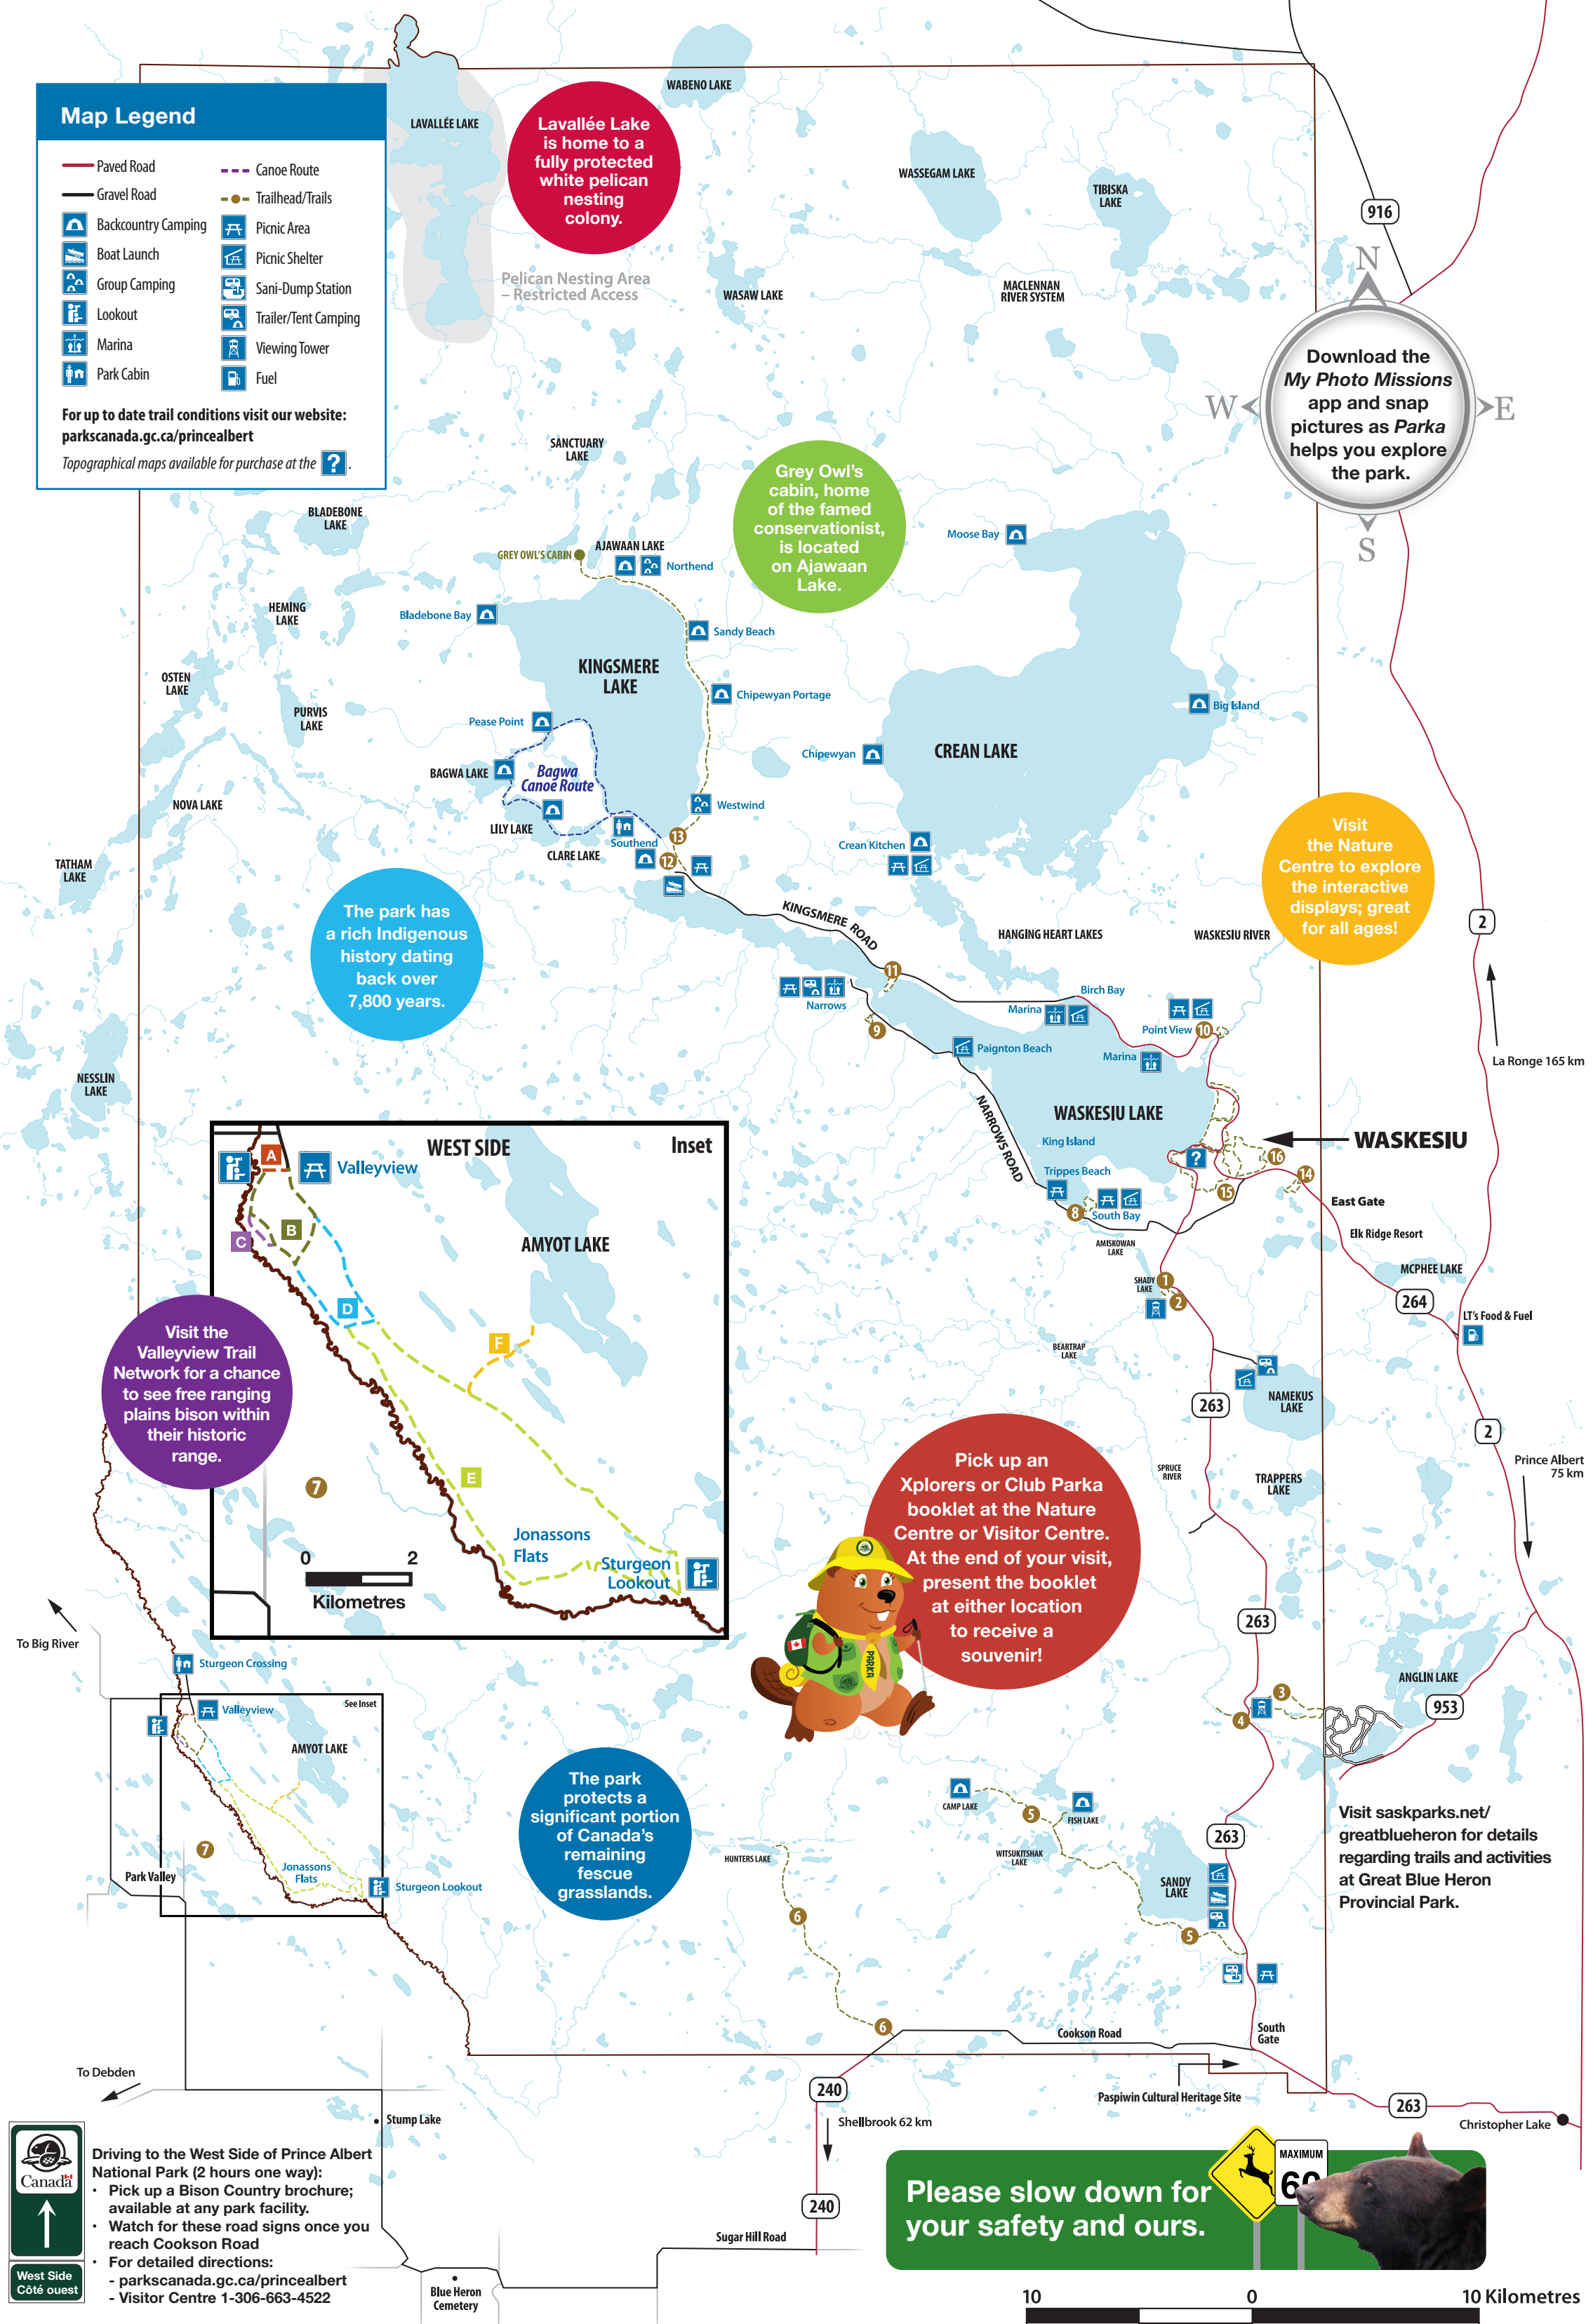 Map Legend
Paved Road
Gravel Road
Backcountry Camping
Boat Launch
Group Camping
Lookout
Marina
Park Cabin
Canoe Route
Trailhead/Trails
Picnic Area
Picnic Shelter
Sani-Dump Station
Trailer/Tent Camping
Viewing Tower
Fuel
For up to date trail conditions visit our website:
parkscanada.gc.ca/princealbert
Topographical maps available for purchase at the ? .
LAVALLÉE LAKE
WABENO LAKE
Lavallée Lake
is home to a
fully protected
white pelican
nesting
colony.
Pelican Nesting Area
– Restricted Access
WASSEGAM LAKE
TIBISKA
LAKE
WASAW LAKE
MACLENNAN
RIVER SYSTEM
916
N
W
E
S
Download the
My Photo Missions
app and snap
pictures as Parka
helps you explore
the park.
SANCTUARY
LAKE
Grey Owl's
cabin, home
of the famed
conservationist,
is located
on Ajawaan
Lake.
BLADEBONE
LAKE
GREY OWL'S CABIN
AJAWAAN LAKE
Northend
Moose Bay
HEMING
LAKE
Bladebone Bay
Sandy Beach
KINGSMERE
LAKE
OSTEN
LAKE
PURVIS
LAKE
Chipewyan Portage
Big Island
Pease Point
Chipewyan
CREAN LAKE
BAGWA LAKE
Bagwa
Canoe Route
NOVA LAKE
Westwind
LILY LAKE
Southend
13
CLARE LAKE
12
Crean Kitchen
TATHAM
LAKE
Visit
the Nature
Centre to explore
the interactive
displays; great
for all ages!
The park has
a rich Indigenous
history dating
back over
7,800 years.
KINGSMERE ROAD
HANGING HEART LAKES
WASKESIU RIVER
2
11
Narrows
9
Birch Bay
Marina
Point View
10
Paignton Beach
Marina
La Ronge 165 km
NESSLIN
LAKE
NARROWS ROAD
WASKESIU LAKE
King Island
WASKESIU
?
16
14
15
Trippes Beach
8
South Bay
East Gate
Elk Ridge Resort
AMISKOWAN
LAKE
MCPHEE LAKE
SHADY
LAKE
1
2
264
LT's Food & Fuel
BEARTRAP
LAKE
NAMEKUS
LAKE
263
2
WEST SIDE
Inset
A
Valleyview
B
C
AMYOT LAKE
D
F
E
7
Jonassons
Flats
Sturgeon
Lookout
0
2
Kilometres
Visit the
Valleyview Trail
Network for a chance
to see free ranging
plains bison within
their historic
range.
Pick up an
Xplorers or Club Parka
booklet at the Nature
Centre or Visitor Centre.
At the end of your visit,
present the booklet
at either location
to receive a
souvenir!
PARKA
SPRUCE
RIVER
TRAPPERS
LAKE
Prince Albert
75 km
263
To Big River
Sturgeon Crossing
Valleyview
See Inset
AMYOT LAKE
7
Park Valley
Jonassons
Flats
Sturgeon Lookout
ANGLIN LAKE
953
3
4
The park
protects a
significant portion
of Canada's
remaining
fescue
grasslands.
CAMP LAKE
5
FISH LAKE
263
HUNTERS LAKE
WITSUKITSHAK
LAKE
SANDY
LAKE
6
5
Visit saskparks.net/
greatblueheron for details
regarding trails and activities
at Great Blue Heron
Provincial Park.
6
Cookson Road
South
Gate
To Debden
240
Paspiwin Cultural Heritage Site
263
Christopher Lake
Stump Lake
Shellbrook 62 km
240
Sugar Hill Road
Blue Heron
Cemetery
Canada
West Side
Côté ouest
Driving to the West Side of Prince Albert
National Park (2 hours one way):
• Pick up a Bison Country brochure;
available at any park facility.
• Watch for these road signs once you
reach Cookson Road
• For detailed directions:
- parkscanada.gc.ca/princealbert
- Visitor Centre 1-306-663-4522
Please slow down for
your safety and ours.
MAXIMUM
60
10
0
10 Kilometres